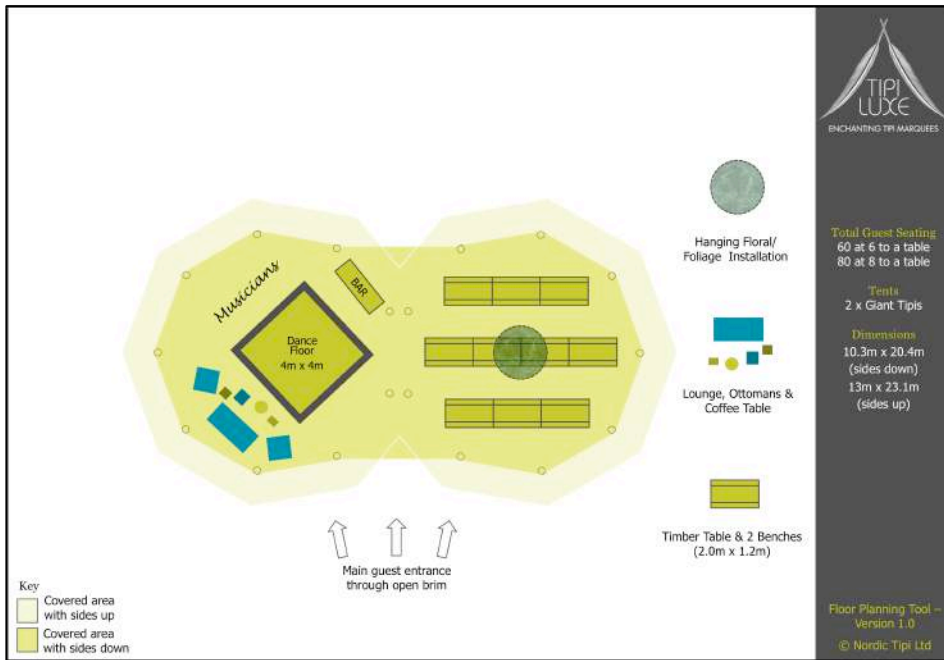 TIPI
LUXE
ENCHANTING TIPI MARQUEES
Total Guest Seating
60 at 6 to a table
80 at 8 to a table
Tents
2 x Giant Tipis
Dimensions
10.3m x 20.4m
(sides down)
13m x 23.1m
(sides up)
Floor Planning Tool –
Version 1.0
© Nordic Tipi Ltd
Hanging Floral/
Foliage Installation
Lounge, Ottomans &
Coffee Table
Timber Table & 2 Benches
(2.0m x 1.2m)
Musicians
BAR
Dance
Floor
4m x 4m
Main guest entrance
through open brim
Key
Covered area
with sides up
Covered area
with sides down